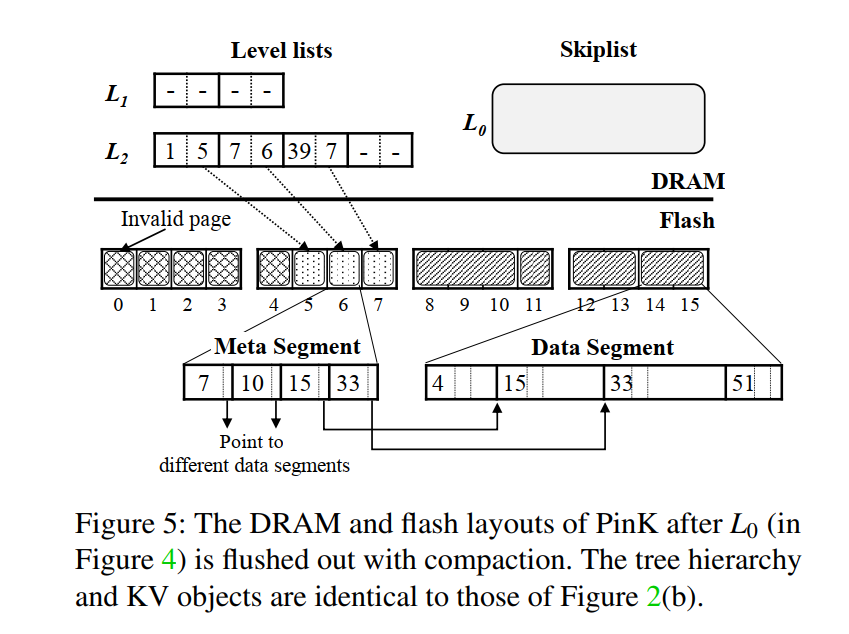 Level lists
Skiplist
L1 - - - -
L0
L2 1 5 7 6 39 7 - -
DRAM
Invalid page
Flash
0 1 2 3 4 5 6 7 8 9 10 11 12 13 14 15
Meta Segment
Data Segment
7 10 15 33
4 15 33 51
Point to
different data segments
Figure 5: The DRAM and flash layouts of PinK after L0 (in
Figure 4) is flushed out with compaction. The tree hierarchy
and KV objects are identical to those of Figure 2(b).